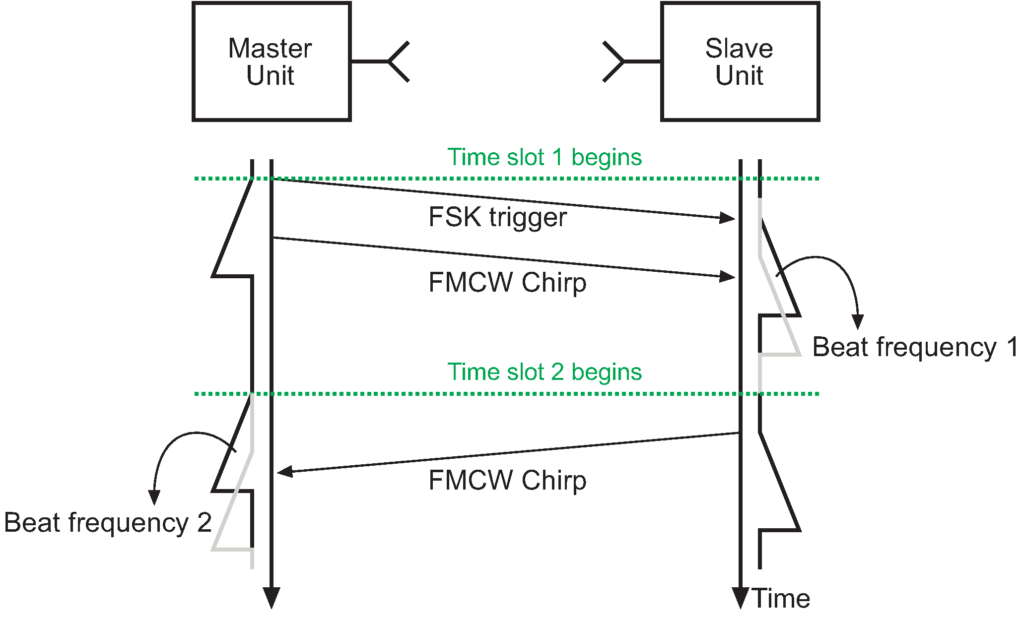 Master
Unit
Slave
Unit
Time slot 1 begins
FSK trigger
FMCW Chirp
Beat frequency 1
Time slot 2 begins
FMCW Chirp
Beat frequency 2
Time